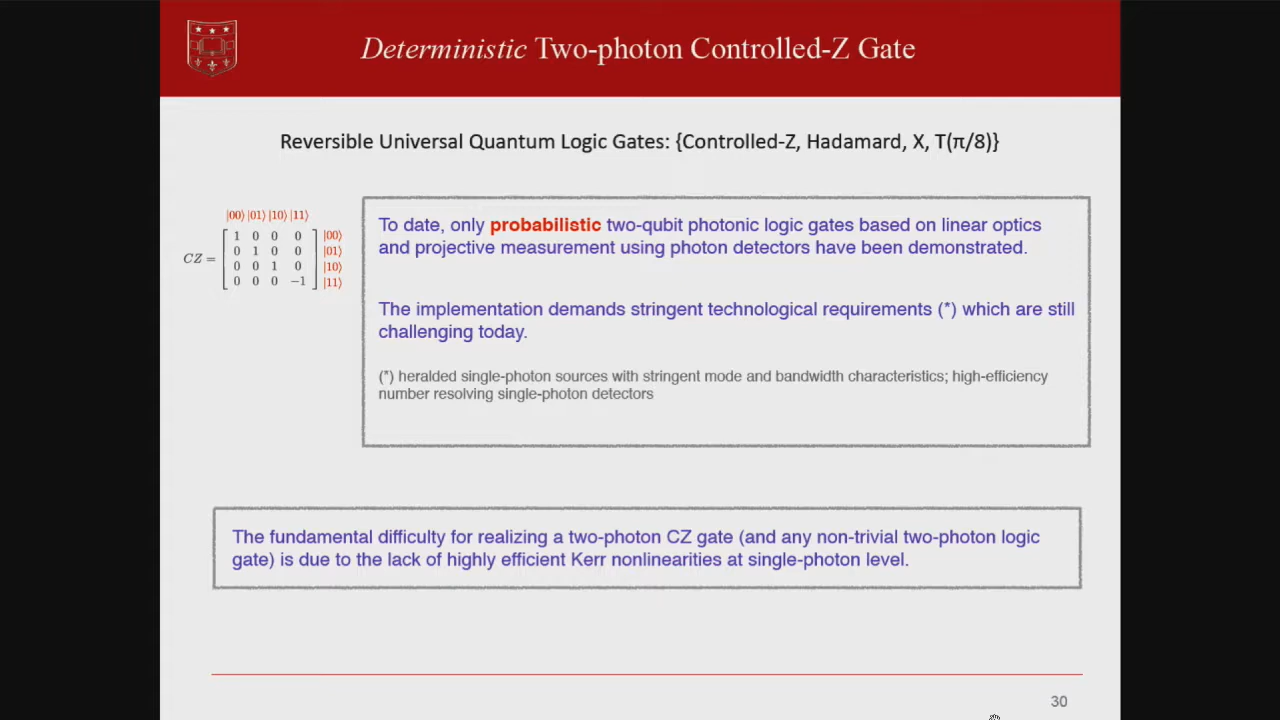 Deterministic Two-photon Controlled-Z Gate
Reversible Universal Quantum Logic Gates: {Controlled-Z, Hadamard, X, T(π/8)}
|00⟩ |01⟩ |10⟩ |11⟩
1 0 0 0 |00⟩
0 1 0 0 |01⟩
CZ =
0 0 1 0 |10⟩
0 0 0 −1 |11⟩
To date, only probabilistic two-qubit photonic logic gates based on linear optics
and projective measurement using photon detectors have been demonstrated.
The implementation demands stringent technological requirements (*) which are still
challenging today.
(*) heralded single-photon sources with stringent mode and bandwidth characteristics; high-efficiency
number resolving single-photon detectors
The fundamental difficulty for realizing a two-photon CZ gate (and any non-trivial two-photon logic
gate) is due to the lack of highly efficient Kerr nonlinearities at single-photon level.
30